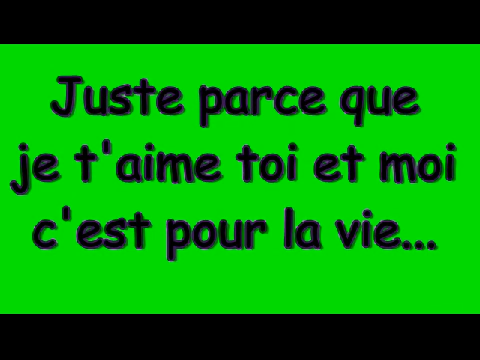 Juste parce que
je t'aime toi et moi
c'est pour la vie...